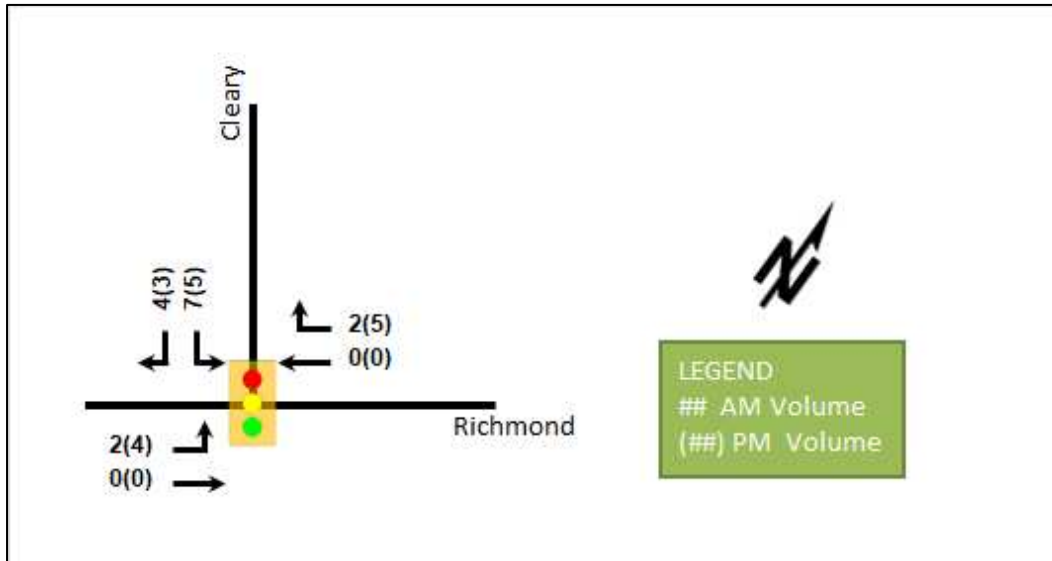 Cleary
4(3)
7(5)
2(5)
0(0)
Richmond
2(4)
0(0)
N
LEGEND
## AM Volume
(##) PM Volume